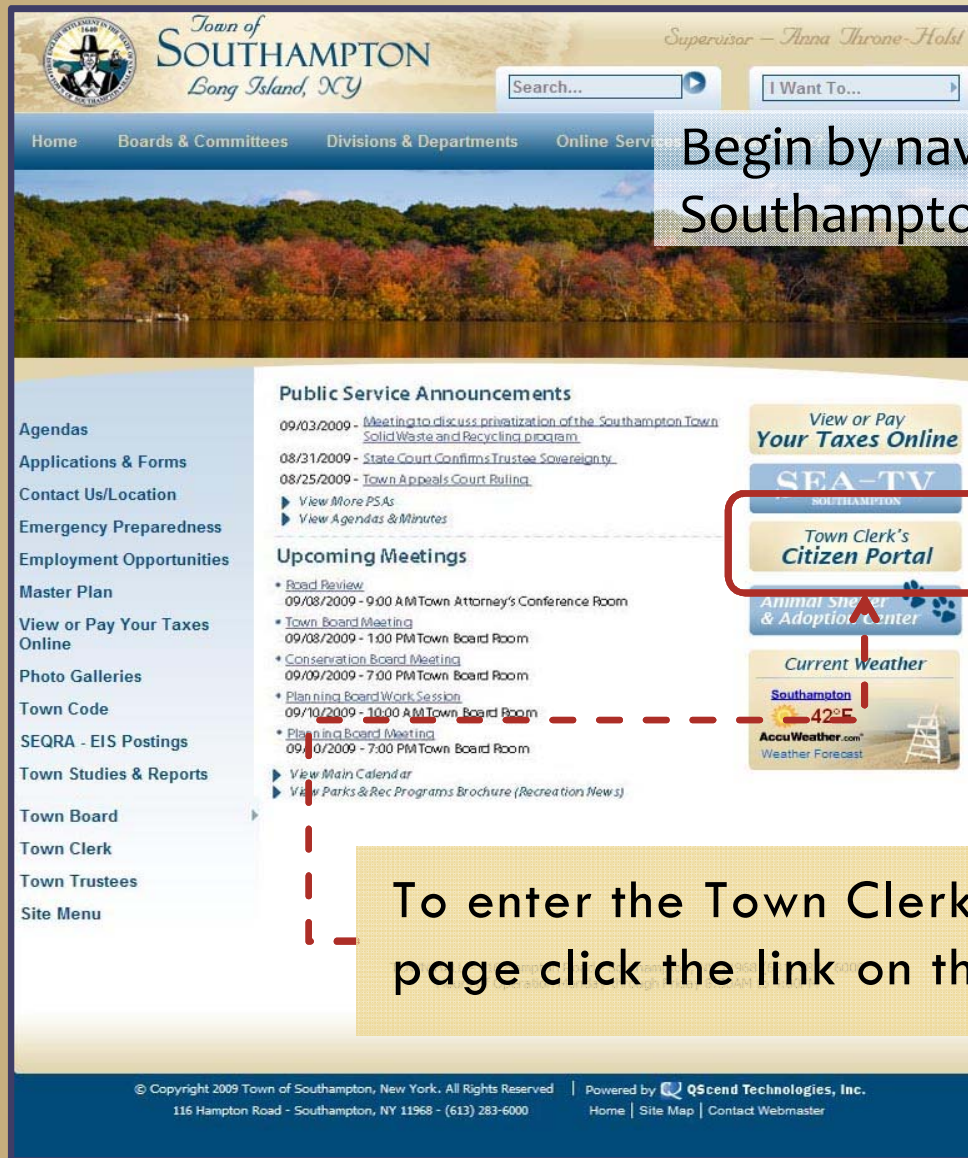 Town of
SOUTHAMPTON
Long Island, NY
Supervisor – Anna Throne-Holst
Search...
I Want To...
Home Boards & Committees Divisions & Departments Online
Begin by nav
Southampto
Agendas
Applications & Forms
Contact Us/Location
Emergency Preparedness
Employment Opportunities
Master Plan
View or Pay Your Taxes
Online
Photo Galleries
Town Code
SEQRA - EIS Postings
Town Studies & Reports
Town Board
Town Clerk
Town Trustees
Site Menu
Public Service Announcements
09/03/2009 - Meeting to discuss privatization of the Southampton Town
Solid Waste and Recycling program
08/31/2009 - State Court Confirms Trustee Sovereignty
08/25/2009 - Town Appeals Court Ruling
View More PSAs
View Agendas & Minutes
Upcoming Meetings
Road Review
09/08/2009 - 9:00 AM Town Attorney's Conference Room
Town Board Meeting
09/08/2009 - 1:00 PM Town Board Room
Conservation Board Meeting
09/09/2009 - 7:00 PM Town Board Room
Planning Board Work Session
09/10/2009 - 10:00 AM Town Board Room
Planning Board Meeting
09/10/2009 - 7:00 PM Town Board Room
View Main Calendar
View Parks & Rec Programs Brochure (Recreation News)
View or Pay
Your Taxes Online
SEA-TV
SOUTHAMPTON
Town Clerk's
Citizen Portal
Animal Shelter
& Adoption Center
Current Weather
Southampton
42°F
AccuWeather.com
Weather Forecast
To enter the Town Clerk
page click the link on th
© Copyright 2009 Town of Southampton, New York. All Rights Reserved | Powered by QScend Technologies, Inc.
116 Hampton Road - Southampton, NY 11968 - (613) 283-6000 Home | Site Map | Contact Webmaster